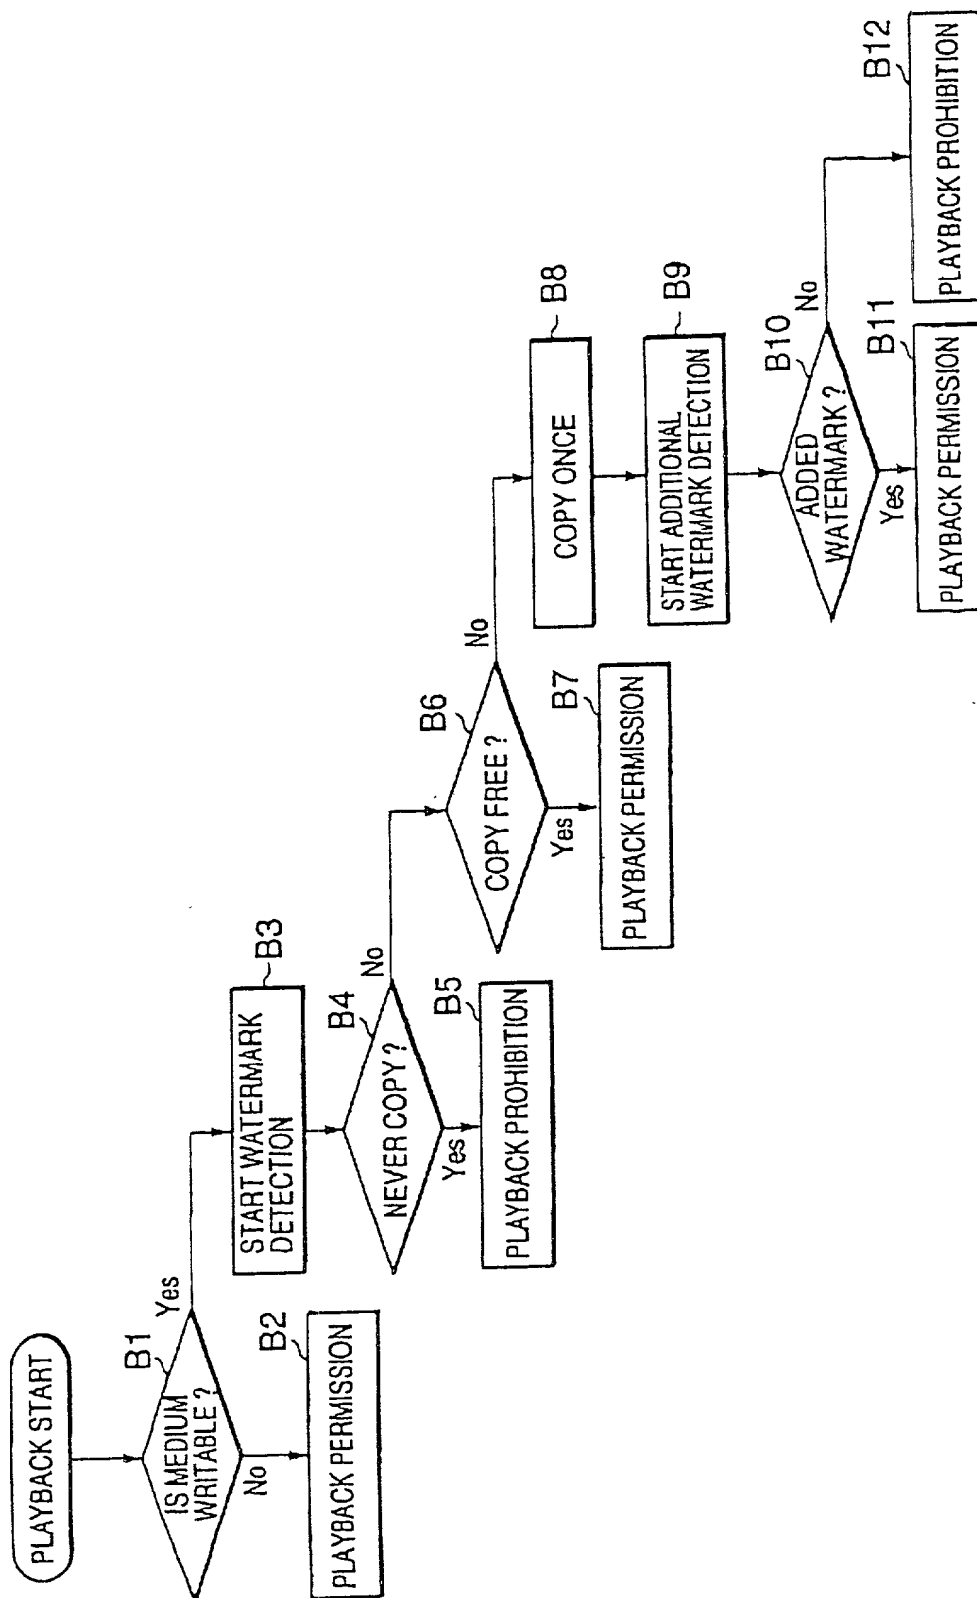 PLAYBACK START
B1
IS MEDIUM
WRITABLE ?
Yes
No
B2
PLAYBACK PERMISSION
B3
START WATERMARK
DETECTION
B4
NEVER COPY ?
No
Yes
B5
PLAYBACK PROHIBITION
B6
COPY FREE ?
No
Yes
B7
PLAYBACK PERMISSION
B8
COPY ONCE
B9
START ADDITIONAL
WATERMARK DETECTION
B10
ADDED
WATERMARK ?
No
Yes
B11
PLAYBACK PERMISSION
B12
PLAYBACK PROHIBITION